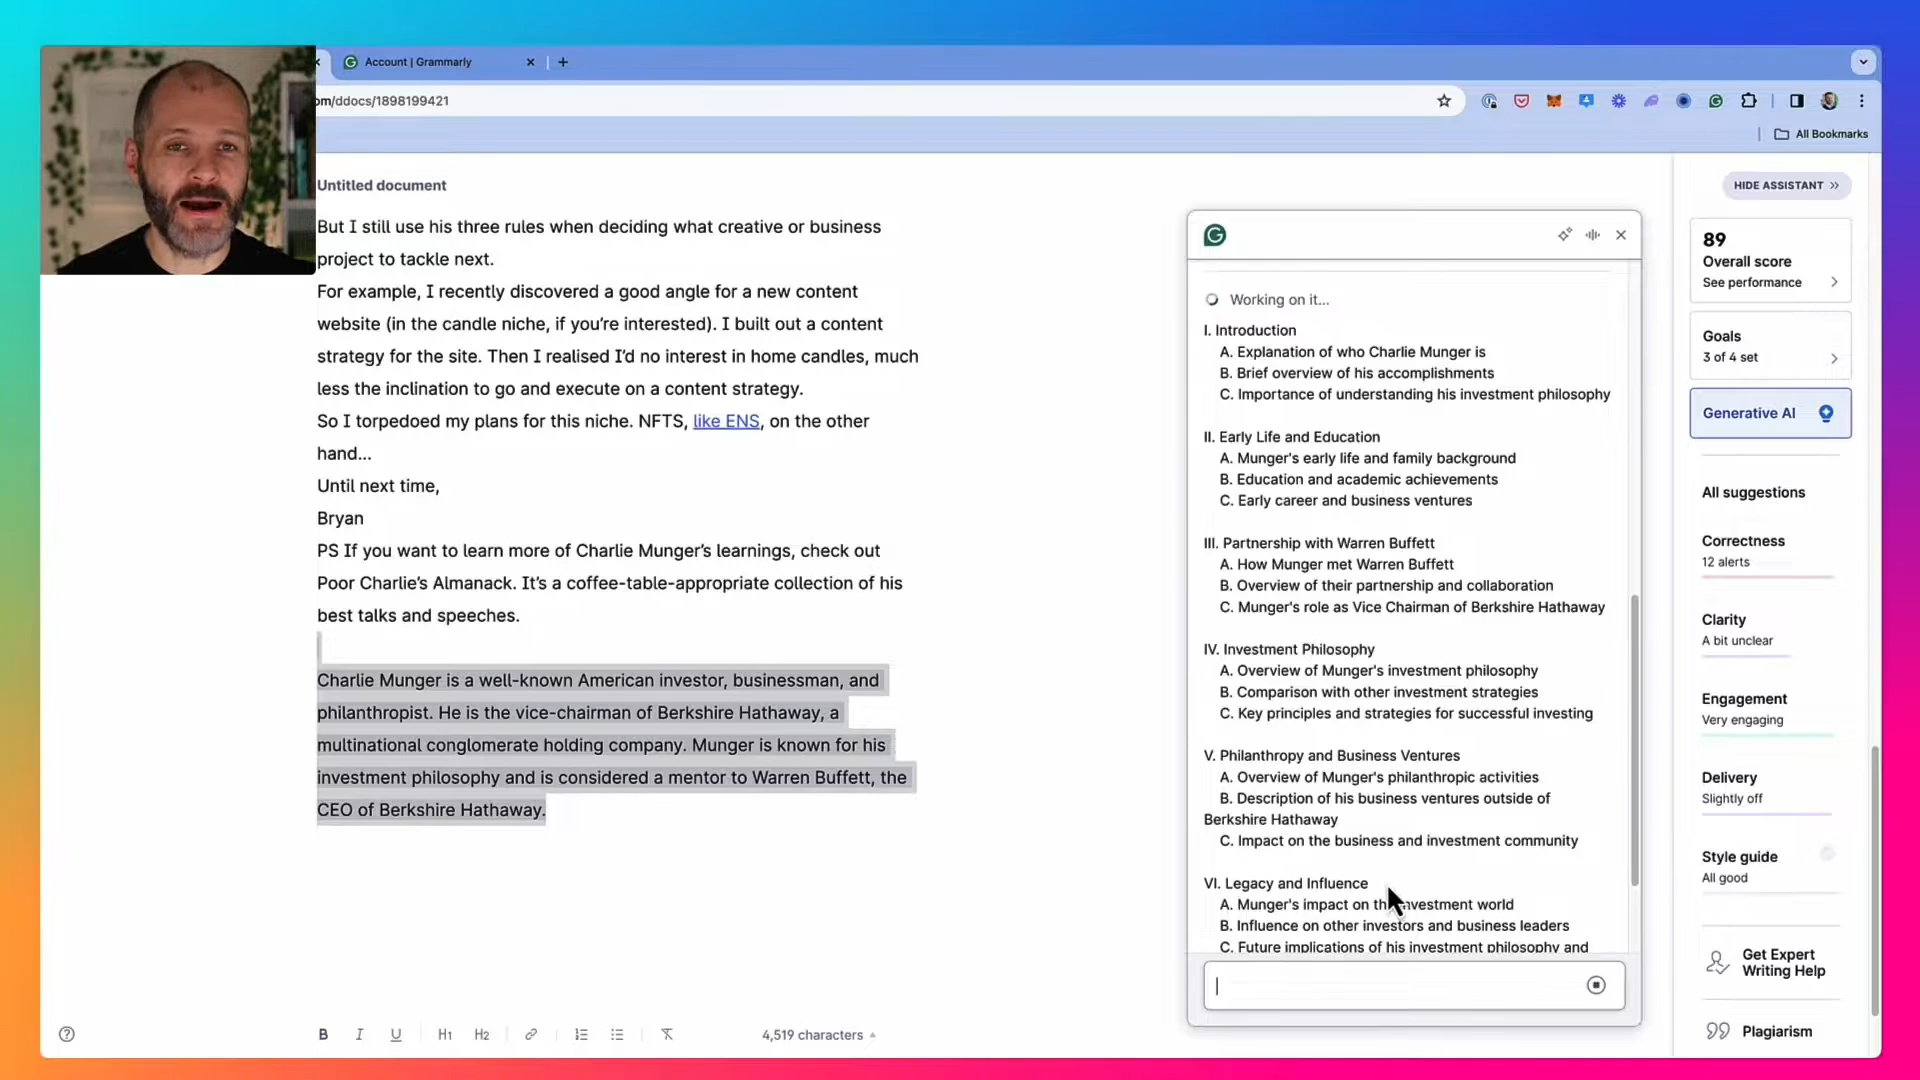 Account | Grammarly
om/ddocs/1898199421
All Bookmarks
Untitled document
But I still use his three rules when deciding what creative or business
project to tackle next.
For example, I recently discovered a good angle for a new content
website (in the candle niche, if you're interested). I built out a content
strategy for the site. Then I realised I'd no interest in home candles, much
less the inclination to go and execute on a content strategy.
So I torpedoed my plans for this niche. NFTS, like ENS, on the other
hand...
Until next time,
Bryan
PS If you want to learn more of Charlie Munger's learnings, check out
Poor Charlie's Almanack. It's a coffee-table-appropriate collection of his
best talks and speeches.
Charlie Munger is a well-known American investor, businessman, and
philanthropist. He is the vice-chairman of Berkshire Hathaway, a
multinational conglomerate holding company. Munger is known for his
investment philosophy and is considered a mentor to Warren Buffett, the
CEO of Berkshire Hathaway.
B I U H1 H2
4,519 characters
Working on it...
I. Introduction
A. Explanation of who Charlie Munger is
B. Brief overview of his accomplishments
C. Importance of understanding his investment philosophy
II. Early Life and Education
A. Munger's early life and family background
B. Education and academic achievements
C. Early career and business ventures
III. Partnership with Warren Buffett
A. How Munger met Warren Buffett
B. Overview of their partnership and collaboration
C. Munger's role as Vice Chairman of Berkshire Hathaway
IV. Investment Philosophy
A. Overview of Munger's investment philosophy
B. Comparison with other investment strategies
C. Key principles and strategies for successful investing
V. Philanthropy and Business Ventures
A. Overview of Munger's philanthropic activities
B. Description of his business ventures outside of
Berkshire Hathaway
C. Impact on the business and investment community
VI. Legacy and Influence
A. Munger's impact on the investment world
B. Influence on other investors and business leaders
C. Future implications of his investment philosophy and
HIDE ASSISTANT
89
Overall score
See performance
Goals
3 of 4 set
Generative AI
All suggestions
Correctness
12 alerts
Clarity
A bit unclear
Engagement
Very engaging
Delivery
Slightly off
Style guide
All good
Get Expert
Writing Help
Plagiarism